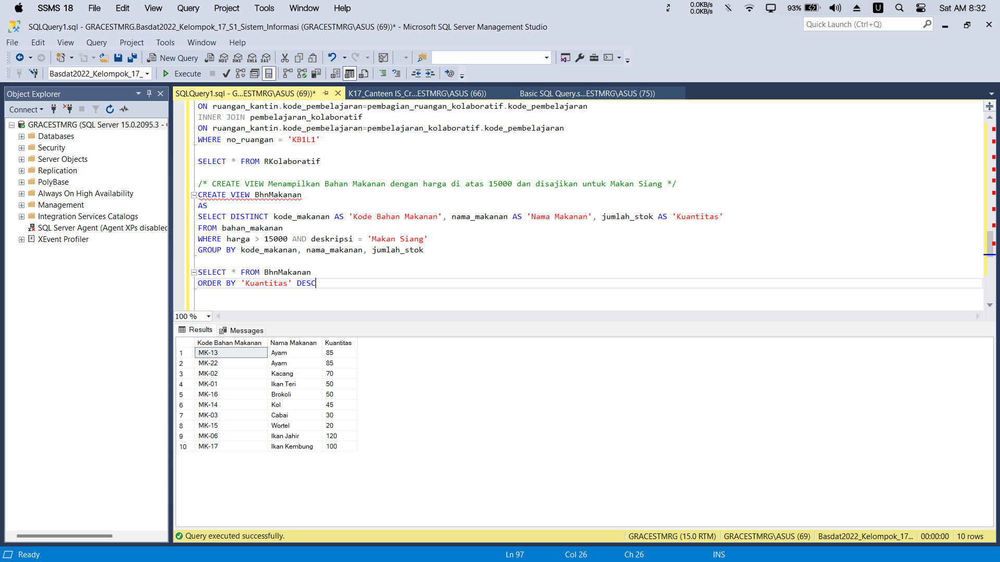 SSMS 18 File Edit View Query Project Tools Window Help
0.0KB/s
0.0KB/s
93% U Sat AM 8:32
SQLQuery1.sql - GRACESTMRG.Basdat2022_Kelompok_17_S1_Sistem_Informasi (GRACESTMRG\ASUS (69))* - Microsoft SQL Server Management Studio
Quick Launch (Ctrl+Q)
File Edit View Query Project Tools Window Help
New Query MDX DMX XMLA DAX
Basdat2022_Kelompok_17_ Execute
Object Explorer
SQLQuery1.sql - G...ESTMRG\ASUS (69))* K17_Canteen IS_Cr...ESTMRG\ASUS (66)) Basic SQL Query.s...ESTMRG\ASUS (75))
Connect
GRACESTMRG (SQL Server 15.0.2095.3 -
Databases
Security
Server Objects
Replication
PolyBase
Always On High Availability
Management
Integration Services Catalogs
SQL Server Agent (Agent XPs disabled
XEvent Profiler
ON ruangan_kantin.kode_pembelajaran=pembagian_ruangan_kolaboratif.kode_pembelajaran
INNER JOIN pembelajaran_kolaboratif
ON ruangan_kantin.kode_pembelajaran=pembelajaran_kolaboratif.kode_pembelajaran
WHERE no_ruangan = 'KB1L1'
SELECT * FROM RKolaboratif
/* CREATE VIEW Menampilkan Bahan Makanan dengan harga di atas 15000 dan disajikan untuk Makan Siang */
CREATE VIEW BhnMakanan
AS
SELECT DISTINCT kode_makanan AS 'Kode Bahan Makanan', nama_makanan AS 'Nama Makanan', jumlah_stok AS 'Kuantitas'
FROM bahan_makanan
WHERE harga > 15000 AND deskripsi = 'Makan Siang'
GROUP BY kode_makanan, nama_makanan, jumlah_stok
SELECT * FROM BhnMakanan
ORDER BY 'Kuantitas' DESC
100 %
Results Messages
Kode Bahan Makanan Nama Makanan Kuantitas
1 MK-13 Ayam 85
2 MK-22 Ayam 85
3 MK-02 Kacang 70
4 MK-01 Ikan Teri 50
5 MK-16 Brokoli 50
6 MK-14 Kol 45
7 MK-03 Cabai 30
8 MK-15 Wortel 20
9 MK-06 Ikan Jahir 120
10 MK-17 Ikan Kembung 100
Query executed successfully. GRACESTMRG (15.0 RTM) GRACESTMRG\ASUS (69) Basdat2022_Kelompok_17... 00:00:00 10 rows
Ready Ln 97 Col 26 Ch 26 INS